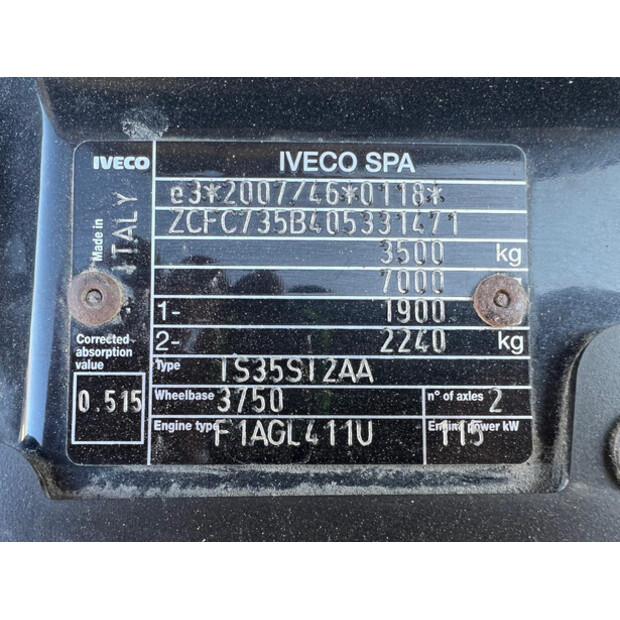 IVECO IVECO SPA
e3*2007/46*0118*
ZCFC735B405331471
3500 kg
7000
1- 1900
2- 2240 kg
Made in
ITALY
Corrected
absorption
value
0.515
Type IS35SI2AA
Wheelbase 3750 n° of axles 2
Engine type F1AGL411U Engine power kW 115